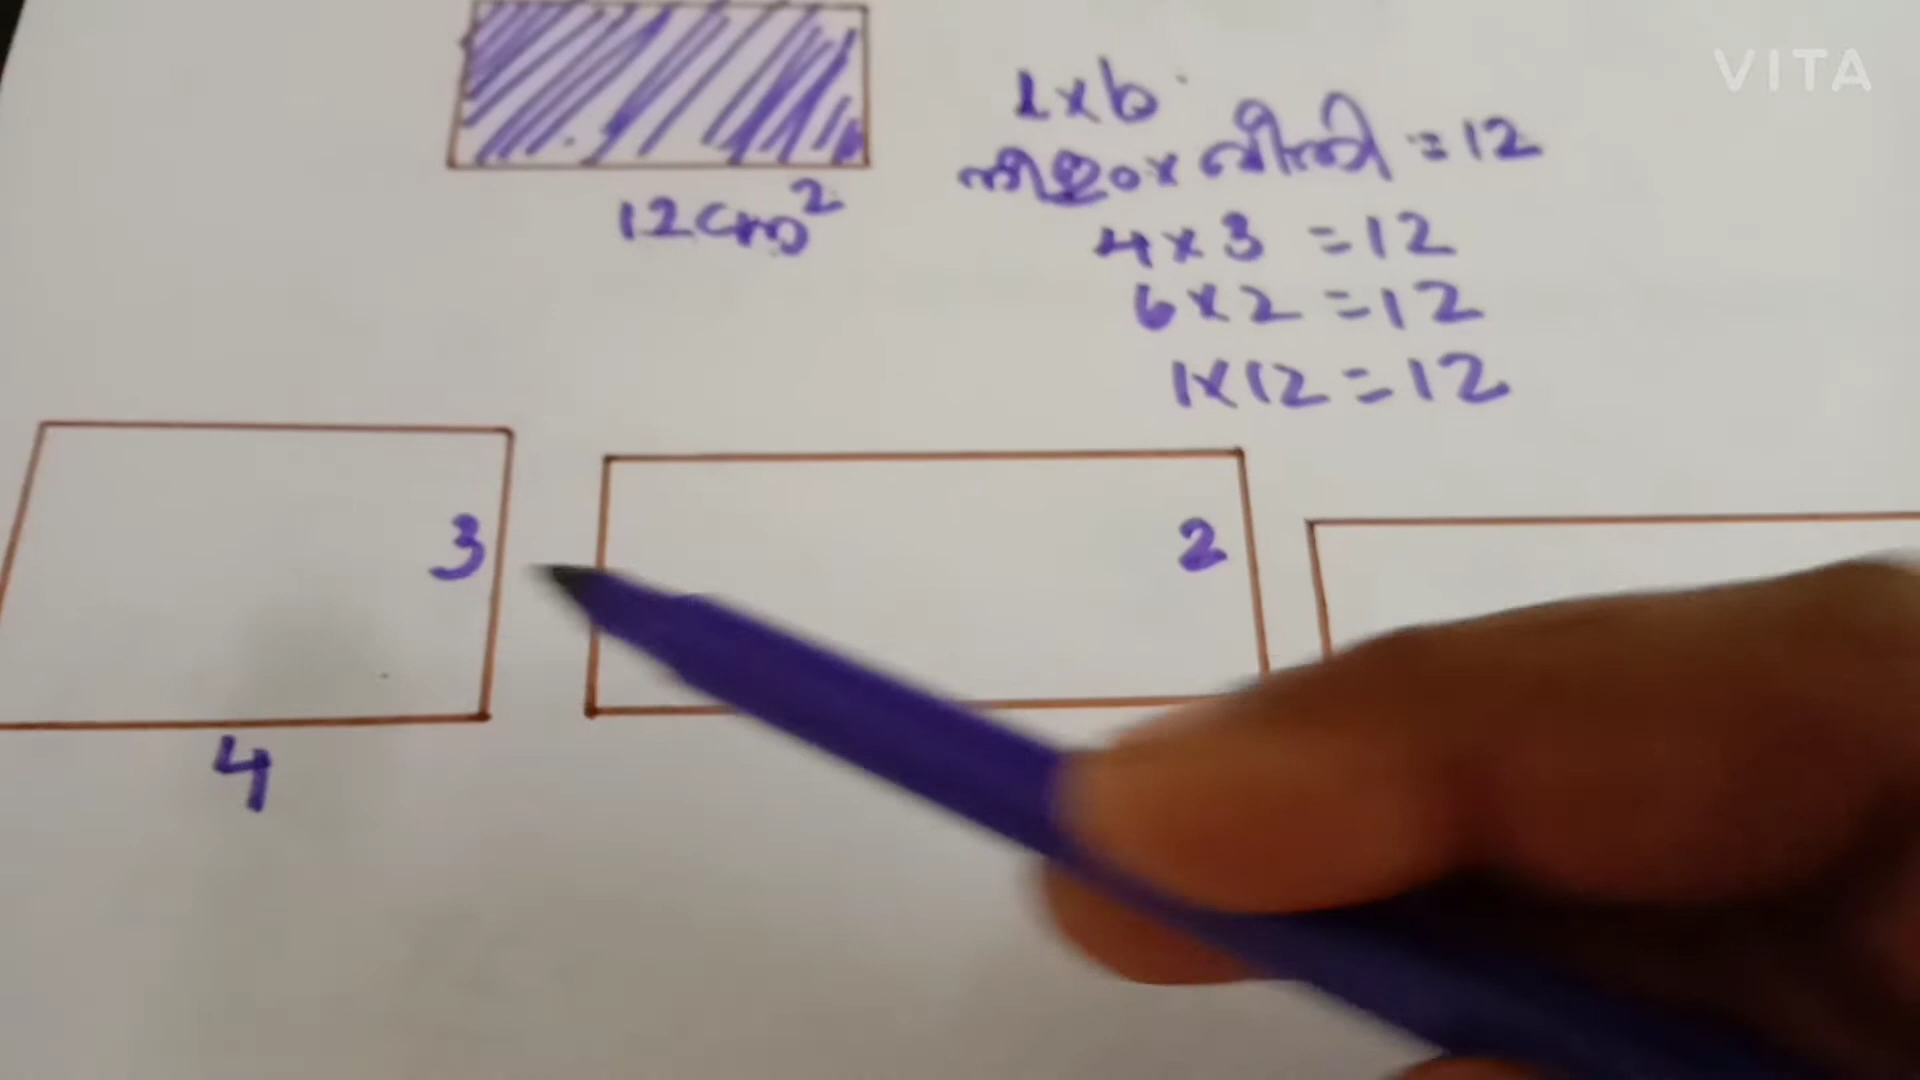 VITA
l x b
നീളം x വീതി = 12
12cm²
4 x 3 = 12
6 x 2 = 12
1 x 12 = 12
3
2
4